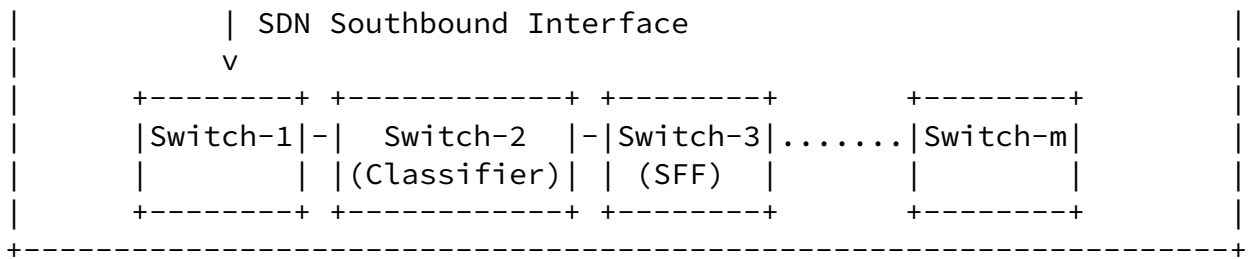 |          | SDN Southbound Interface                              |
|          v                                                       |
|      +--------+ +------------+ +--------+       +--------+       |
|      |Switch-1|-|  Switch-2  |-|Switch-3|.......|Switch-m|       |
|      |        | |(Classifier)| | (SFF)  |       |        |       |
|      +--------+ +------------+ +--------+       +--------+       |
+-------------------------------------------------------------------+